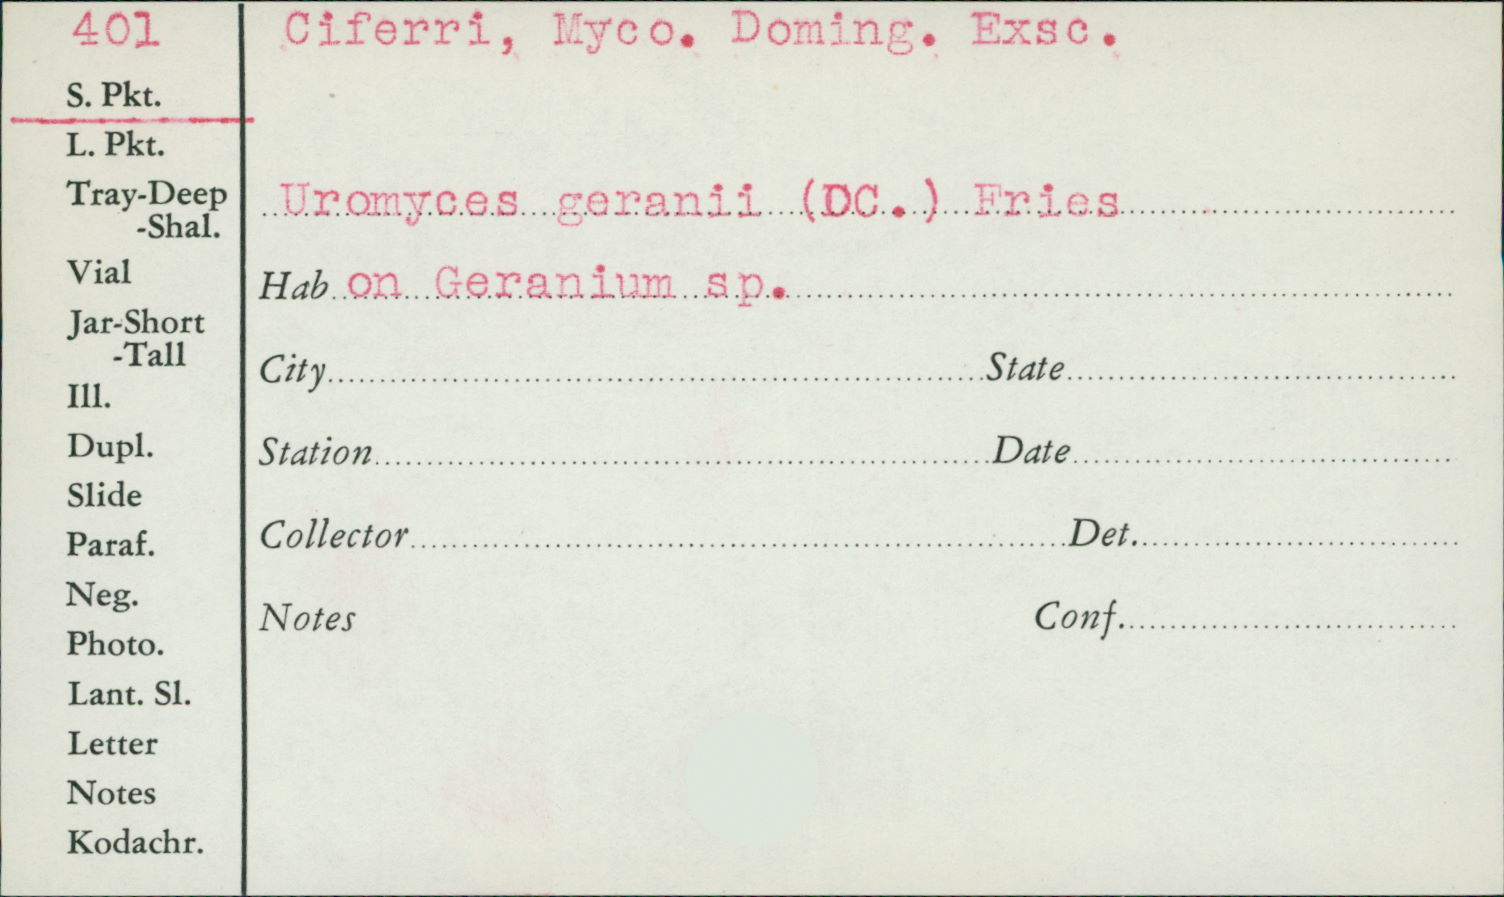 401
S. Pkt.
L. Pkt.
Tray-Deep
-Shal.
Vial
Jar-Short
-Tall
Ill.
Dupl.
Slide
Paraf.
Neg.
Photo.
Lant. Sl.
Letter
Notes
Kodachr.
Ciferri, Myco. Doming. Exsc.
Uromyces geranii (DC.) Fries
Hab on Geranium sp.
City State
Station Date
Collector Det.
Notes Conf.